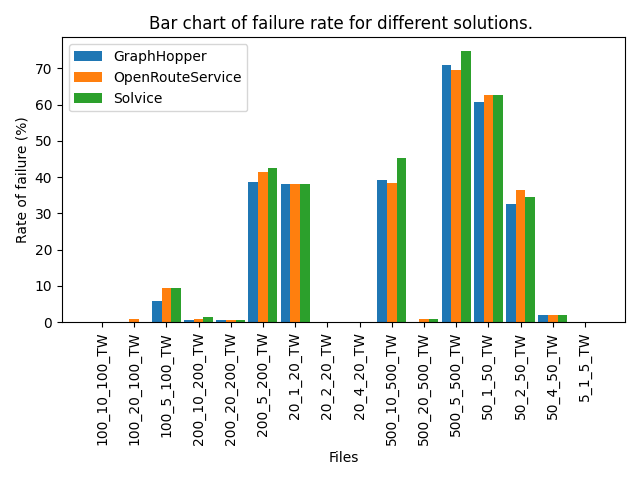 Bar chart of failure rate for different solutions.
GraphHopper
OpenRouteService
Solvice
Rate of failure (%)
70
60
50
40
30
20
10
0
100_10_100_TW
100_20_100_TW
100_5_100_TW
200_10_200_TW
200_20_200_TW
200_5_200_TW
20_1_20_TW
20_2_20_TW
20_4_20_TW
500_10_500_TW
500_20_500_TW
500_5_500_TW
50_1_50_TW
50_2_50_TW
50_4_50_TW
5_1_5_TW
Files